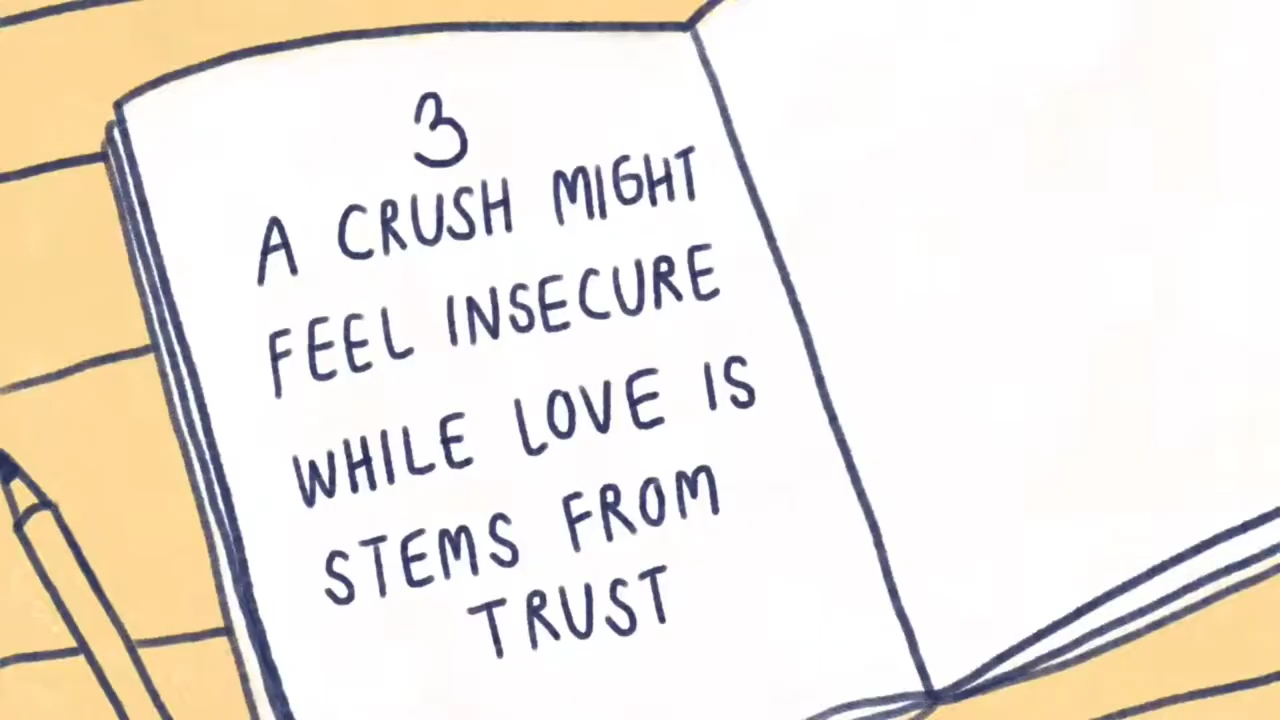 3
A CRUSH MIGHT
FEEL INSECURE
WHILE LOVE IS
STEMS FROM
TRUST